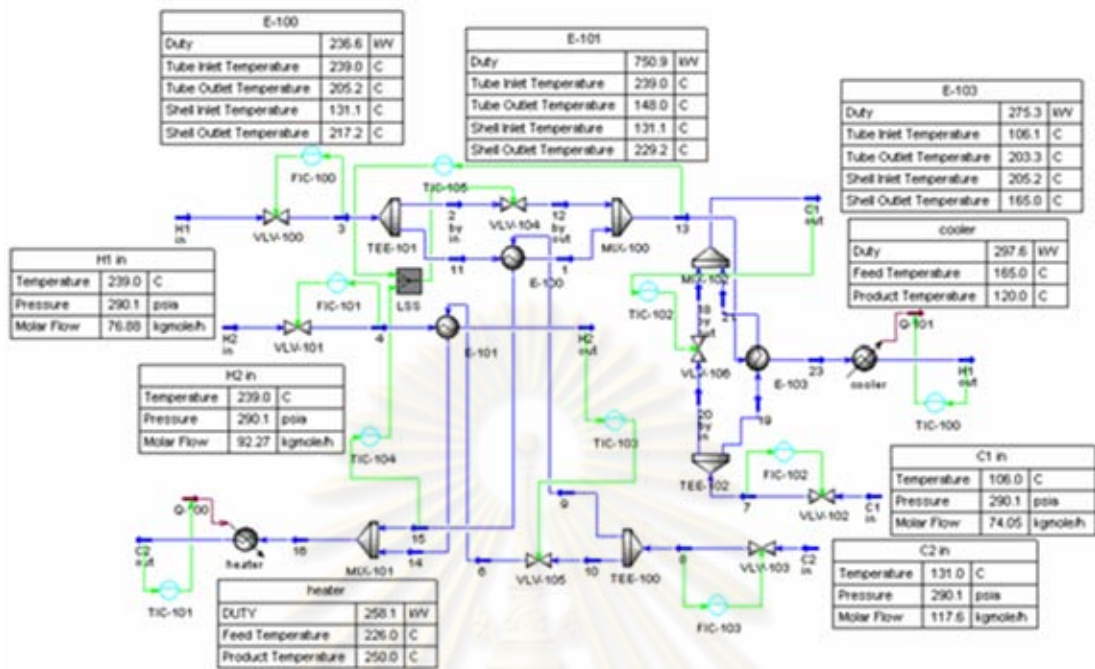 E-100
Duty 236.6 kW
Tube Inlet Temperature 239.0 C
Tube Outlet Temperature 205.2 C
Shell Inlet Temperature 131.1 C
Shell Outlet Temperature 217.2 C
E-101
Duty 750.9 kW
Tube Inlet Temperature 239.0 C
Tube Outlet Temperature 148.0 C
Shell Inlet Temperature 131.1 C
Shell Outlet Temperature 229.2 C
E-103
Duty 275.3 kW
Tube Inlet Temperature 106.1 C
Tube Outlet Temperature 203.3 C
Shell Inlet Temperature 205.2 C
Shell Outlet Temperature 165.0 C
cooler
Duty 297.6 kW
Feed Temperature 165.0 C
Product Temperature 120.0 C
FIC-100
TIC-105
H1 in
VLV-100
3
TEE-101
2 by in
VLV-104
12 by out
MIX-100
13
C1 out
11
E-100
1
MIX-102
H1 in
Temperature 239.0 C
Pressure 290.1 psia
Molar Flow 76.88 kgmole/h
FIC-101
LSS
TIC-102
18 by out
21
H2 in
VLV-101
4
E-101
H2 out
VLV-106
E-103
23
cooler
Q-101
H1 out
TIC-100
H2 in
Temperature 239.0 C
Pressure 290.1 psia
Molar Flow 92.27 kgmole/h
20 by in
19
TIC-104
TIC-103
TEE-102
FIC-102
7
VLV-102
C1 in
C1 in
Temperature 106.0 C
Pressure 290.1 psia
Molar Flow 74.05 kgmole/h
9
Q-100
C2 out
heater
16
MIX-101
15
14
6
VLV-105
10
TEE-100
8
VLV-103
C2 in
TIC-101
FIC-103
heater
DUTY 258.1 kW
Feed Temperature 226.0 C
Product Temperature 250.0 C
C2 in
Temperature 131.0 C
Pressure 290.1 psia
Molar Flow 117.6 kgmole/h